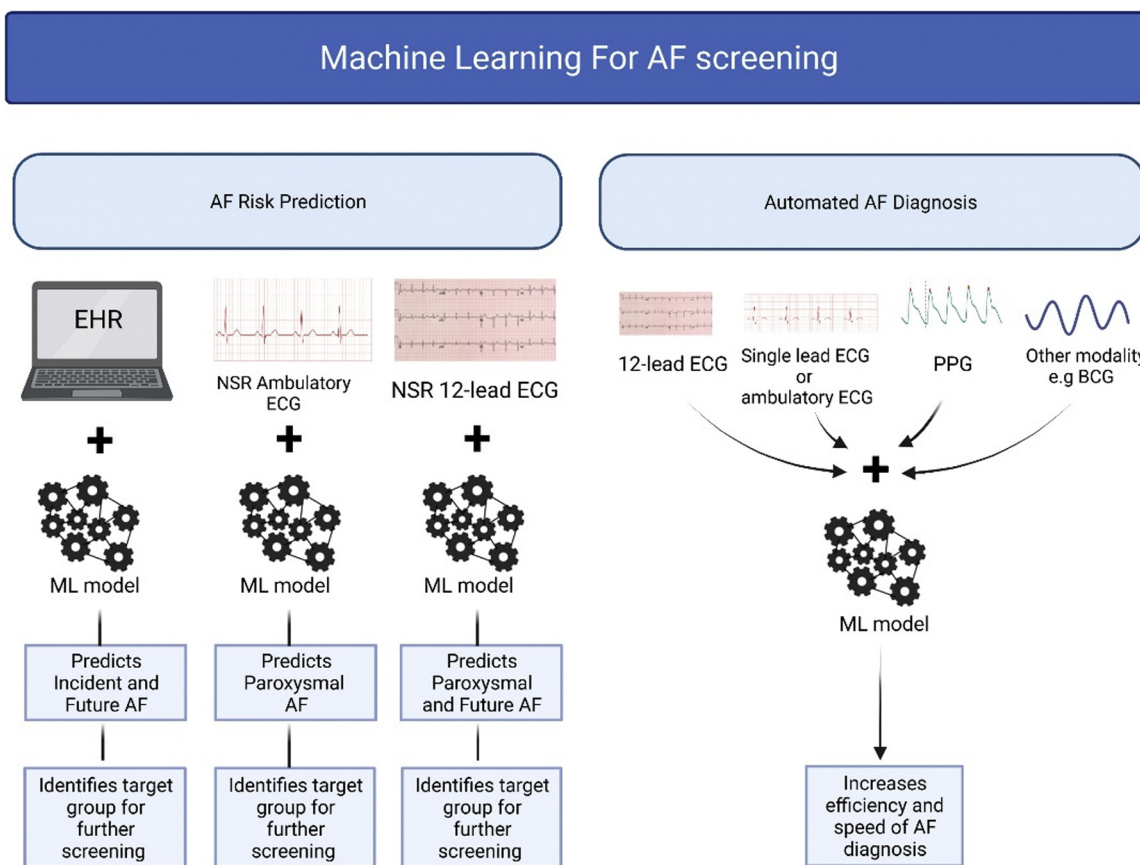 Machine Learning For AF screening
AF Risk Prediction
EHR
NSR Ambulatory
ECG
NSR 12-lead ECG
ML model
ML model
ML model
Predicts
Incident and
Future AF
Predicts
Paroxysmal
AF
Predicts
Paroxysmal
and Future AF
Identifies target
group for
further
screening
Identifies target
group for
further
screening
Identifies target
group for
further
screening
Automated AF Diagnosis
12-lead ECG
Single lead ECG
or
ambulatory ECG
PPG
Other modality
e.g BCG
ML model
Increases
efficiency and
speed of AF
diagnosis